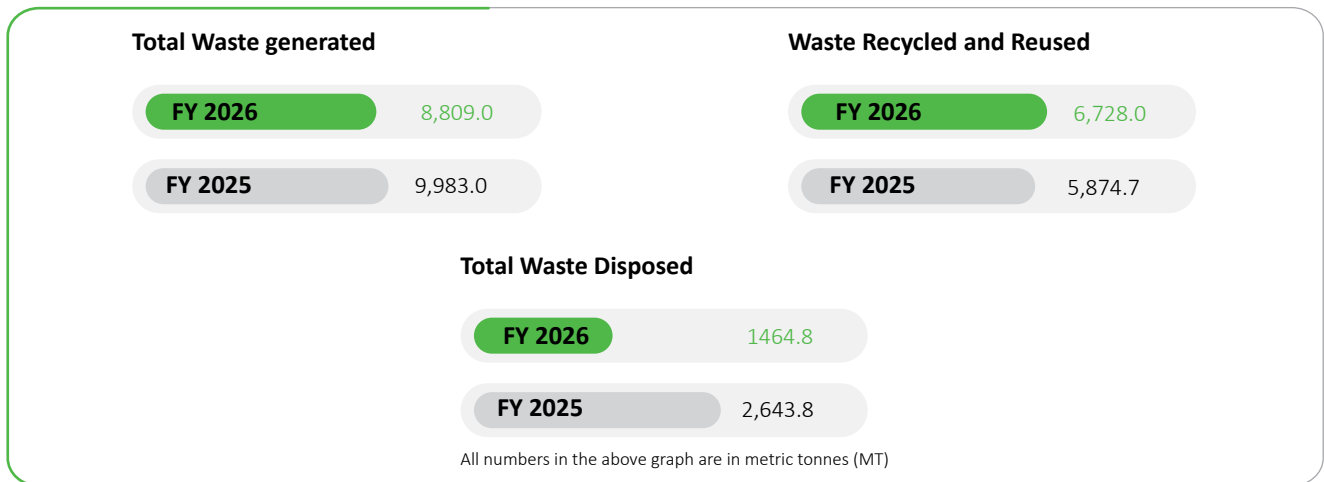 Total Waste generated
FY 2026 8,809.0
FY 2025 9,983.0
Waste Recycled and Reused
FY 2026 6,728.0
FY 2025 5,874.7
Total Waste Disposed
FY 2026 1464.8
FY 2025 2,643.8
All numbers in the above graph are in metric tonnes (MT)